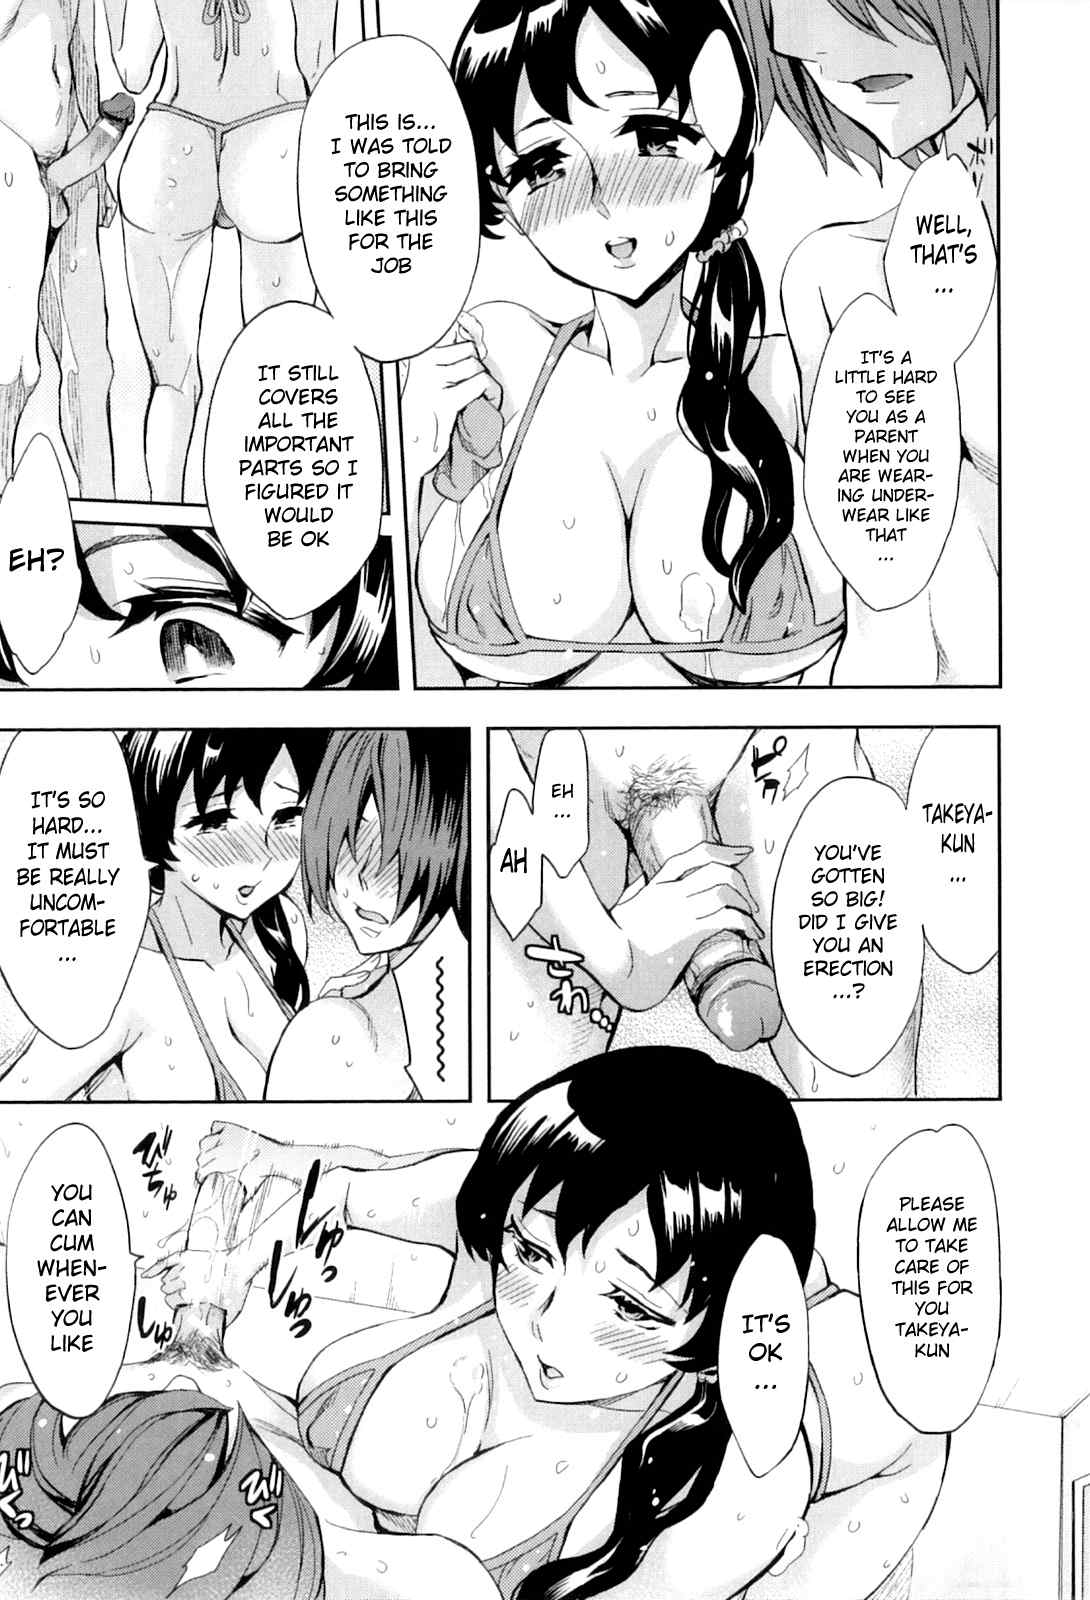 WELL,
THAT'S
...
IT'S A
LITTLE HARD
TO SEE
YOU AS A
PARENT
WHEN YOU
ARE WEAR-
ING UNDER-
WEAR LIKE
THAT
...
THIS IS...
I WAS TOLD
TO BRING
SOMETHING
LIKE THIS
FOR THE
JOB
IT STILL
COVERS
ALL THE
IMPORTANT
PARTS SO I
FIGURED IT
WOULD
BE OK
EH?
TAKEYA-
KUN
...
YOU'VE
GOTTEN
SO BIG!
DID I GIVE
YOU AN
ERECTION
...?
EH
...
AH
さわ...
IT'S SO
HARD...
IT MUST
BE REALLY
UNCOM-
FORTABLE
...
PLEASE
ALLOW ME
TO TAKE
CARE OF
THIS FOR
YOU
TAKEYA-
KUN
IT'S
OK
...
YOU
CAN
CUM
WHEN-
EVER YOU
LIKE